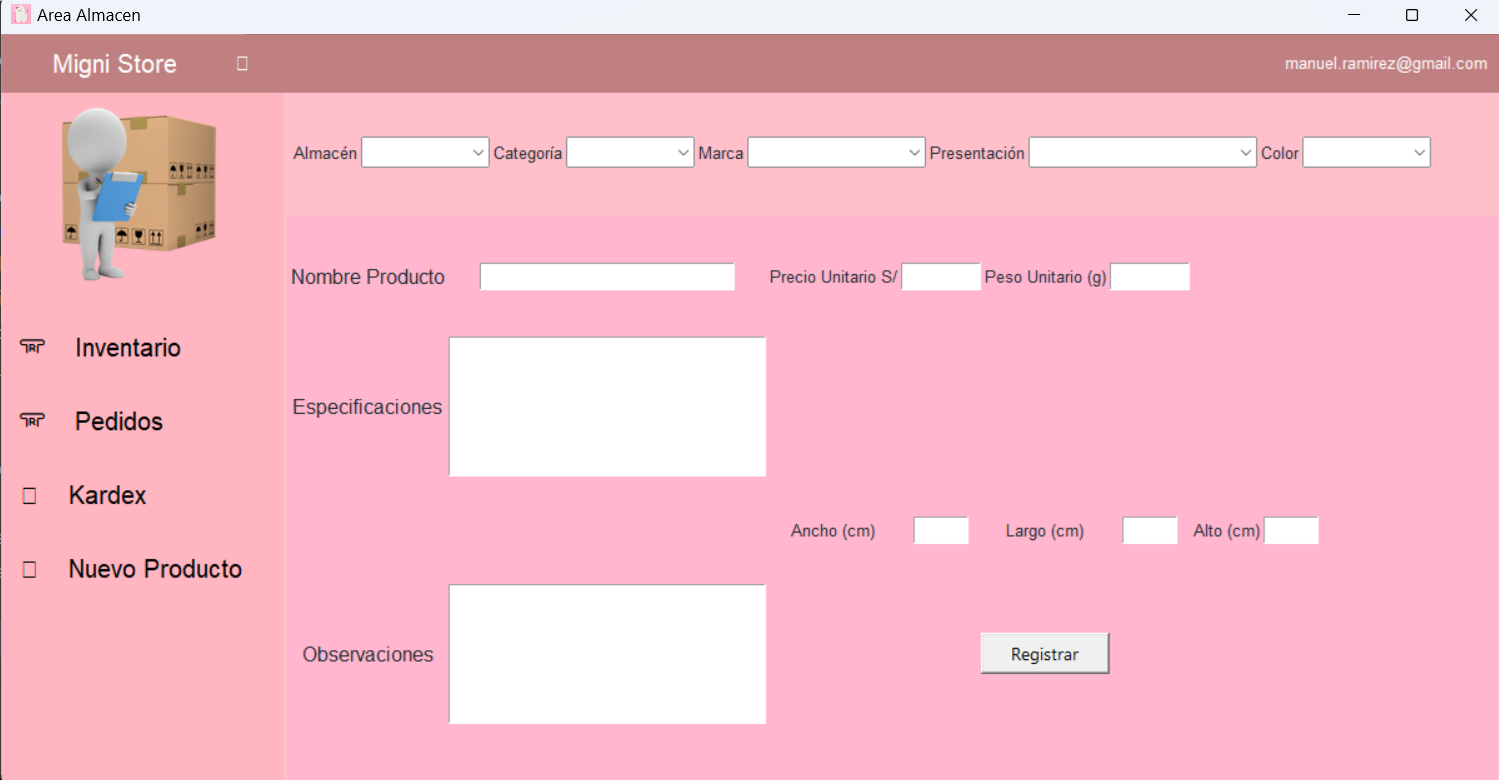 Area Almacen
Migni Store manuel.ramirez@gmail.com
Almacén Categoría Marca Presentación Color
Nombre Producto Precio Unitario S/ Peso Unitario (g)
Inventario
Especificaciones
Pedidos
Kardex
Ancho (cm) Largo (cm) Alto (cm)
Nuevo Producto
Observaciones Registrar